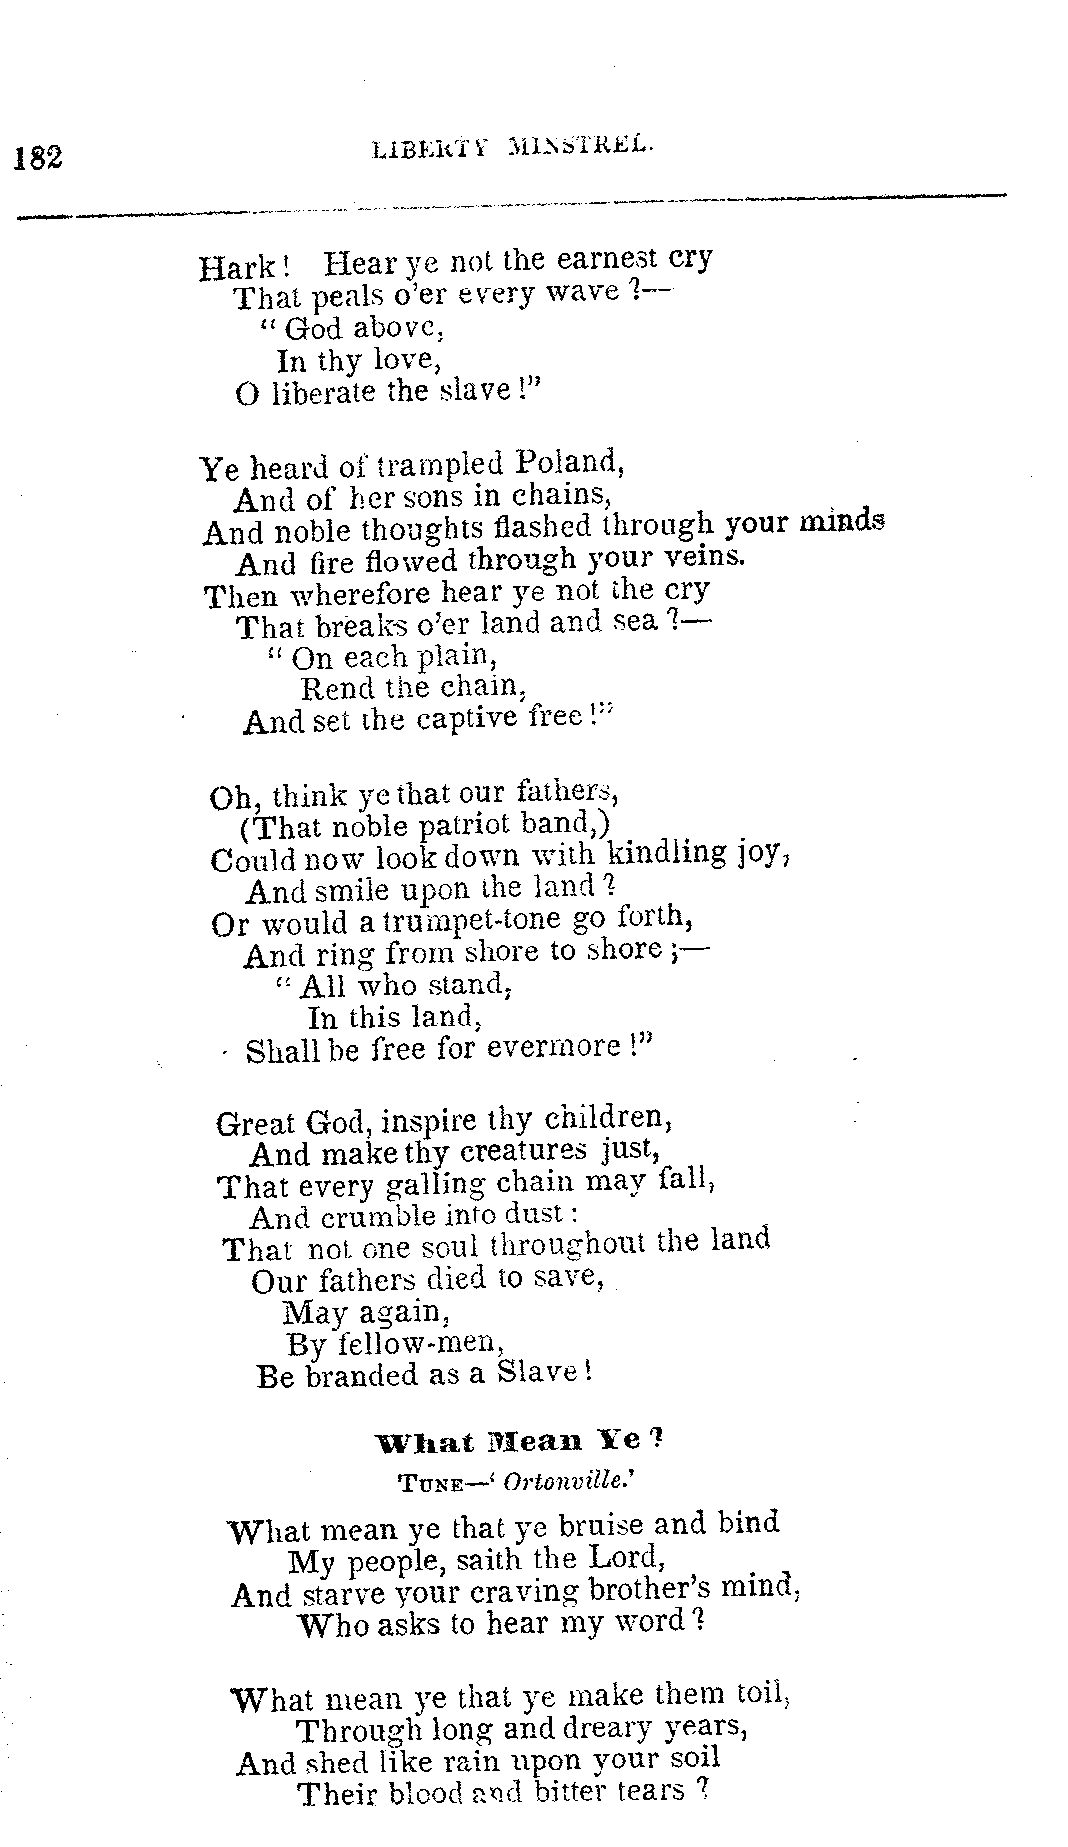 182
LIBERTY MINSTREL.
Hark! Hear ye not the earnest cry
That peals o'er every wave?—
"God above,
In thy love,
O liberate the slave!"
Ye heard of trampled Poland,
And of her sons in chains,
And noble thoughts flashed through your minds
And fire flowed through your veins.
Then wherefore hear ye not the cry
That breaks o'er land and sea?—
"On each plain,
Rend the chain,
And set the captive free!"
Oh, think ye that our fathers,
(That noble patriot band,)
Could now look down with kindling joy,
And smile upon the land?
Or would a trumpet-tone go forth,
And ring from shore to shore;—
"All who stand,
In this land,
Shall be free for evermore!"
Great God, inspire thy children,
And make thy creatures just,
That every galling chain may fall,
And crumble into dust:
That not one soul throughout the land
Our fathers died to save,
May again,
By fellow-men,
Be branded as a Slave!
What Mean Ye?
TUNE—'Ortonville.'
What mean ye that ye bruise and bind
My people, saith the Lord,
And starve your craving brother's mind,
Who asks to hear my word?
What mean ye that ye make them toil,
Through long and dreary years,
And shed like rain upon your soil
Their blood and bitter tears?